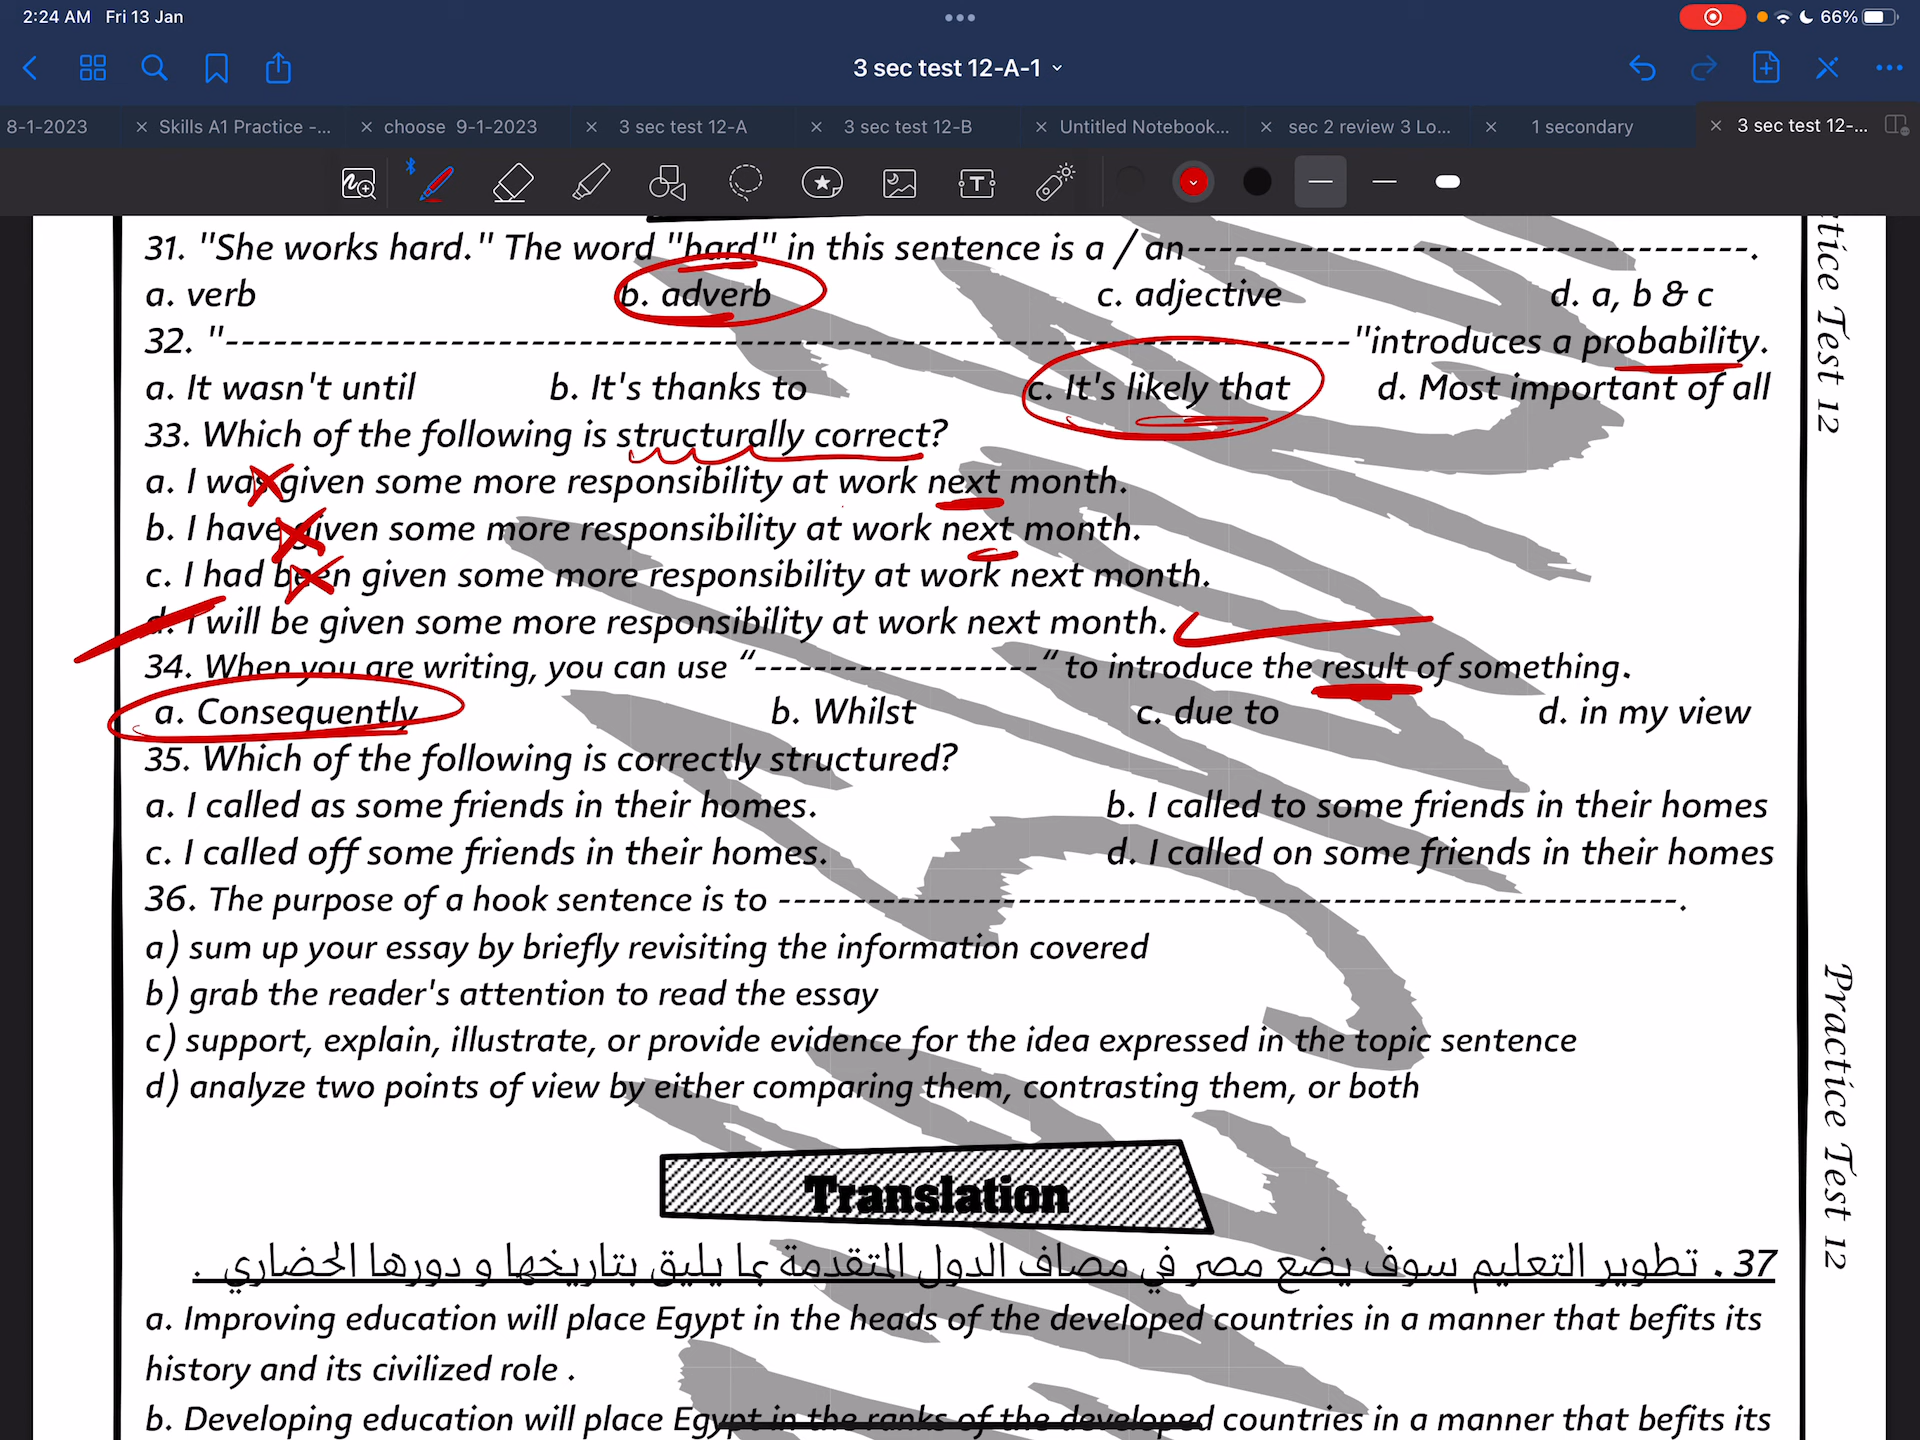 2:24 AM Fri 13 Jan
66%
3 sec test 12-A-1
8-1-2023
Skills A1 Practice -...
choose 9-1-2023
3 sec test 12-A
3 sec test 12-B
Untitled Notebook...
sec 2 review 3 Lo...
1 secondary
3 sec test 12-...
31. "She works hard." The word "hard" in this sentence is a / an---------------------------------.
a. verb b. adverb c. adjective d. a, b & c
32. "------------------------------------------------------------------"introduces a probability.
a. It wasn't until b. It's thanks to c. It's likely that d. Most important of all
33. Which of the following is structurally correct?
a. I was given some more responsibility at work next month.
b. I have given some more responsibility at work next month.
c. I had been given some more responsibility at work next month.
d. I will be given some more responsibility at work next month.
34. When you are writing, you can use “--------------------“ to introduce the result of something.
a. Consequently b. Whilst c. due to d. in my view
35. Which of the following is correctly structured?
a. I called as some friends in their homes. b. I called to some friends in their homes
c. I called off some friends in their homes. d. I called on some friends in their homes
36. The purpose of a hook sentence is to ---------------------------------------------------------.
a) sum up your essay by briefly revisiting the information covered
b) grab the reader's attention to read the essay
c) support, explain, illustrate, or provide evidence for the idea expressed in the topic sentence
d) analyze two points of view by either comparing them, contrasting them, or both
Translation
37 . تطوير التعليم سوف يضع مصر في مصاف الدول المتقدمة بما يليق بتاريخها و دورها الحضاري .
a. Improving education will place Egypt in the heads of the developed countries in a manner that befits its
history and its civilized role .
b. Developing education will place Egypt in the ranks of the developed countries in a manner that befits its
tice Test 12
Practice Test 12